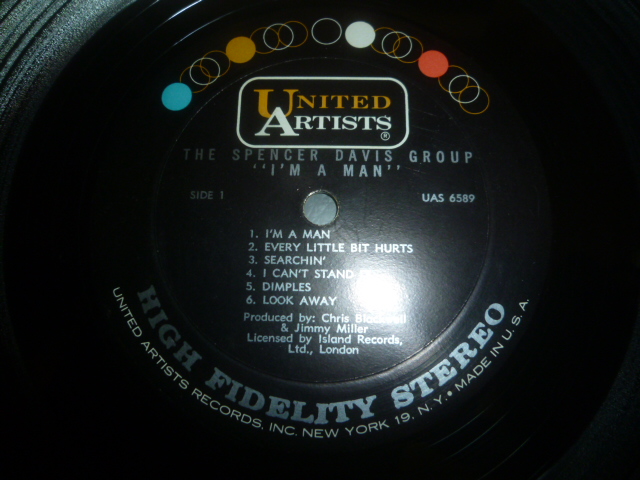 UNITED
ARTISTS®
THE SPENCER DAVIS GROUP
"I'M A MAN"
SIDE 1
UAS 6589
1. I'M A MAN
2. EVERY LITTLE BIT HURTS
3. SEARCHIN'
4. I CAN'T STAND
5. DIMPLES
6. LOOK AWAY
Produced by: Chris
& Jimmy Miller
Licensed by Island Records,
Ltd., London
HIGH FIDELITY STEREO
UNITED ARTISTS RECORDS, INC. NEW YORK 19, N.Y. • MADE IN U.S.A.